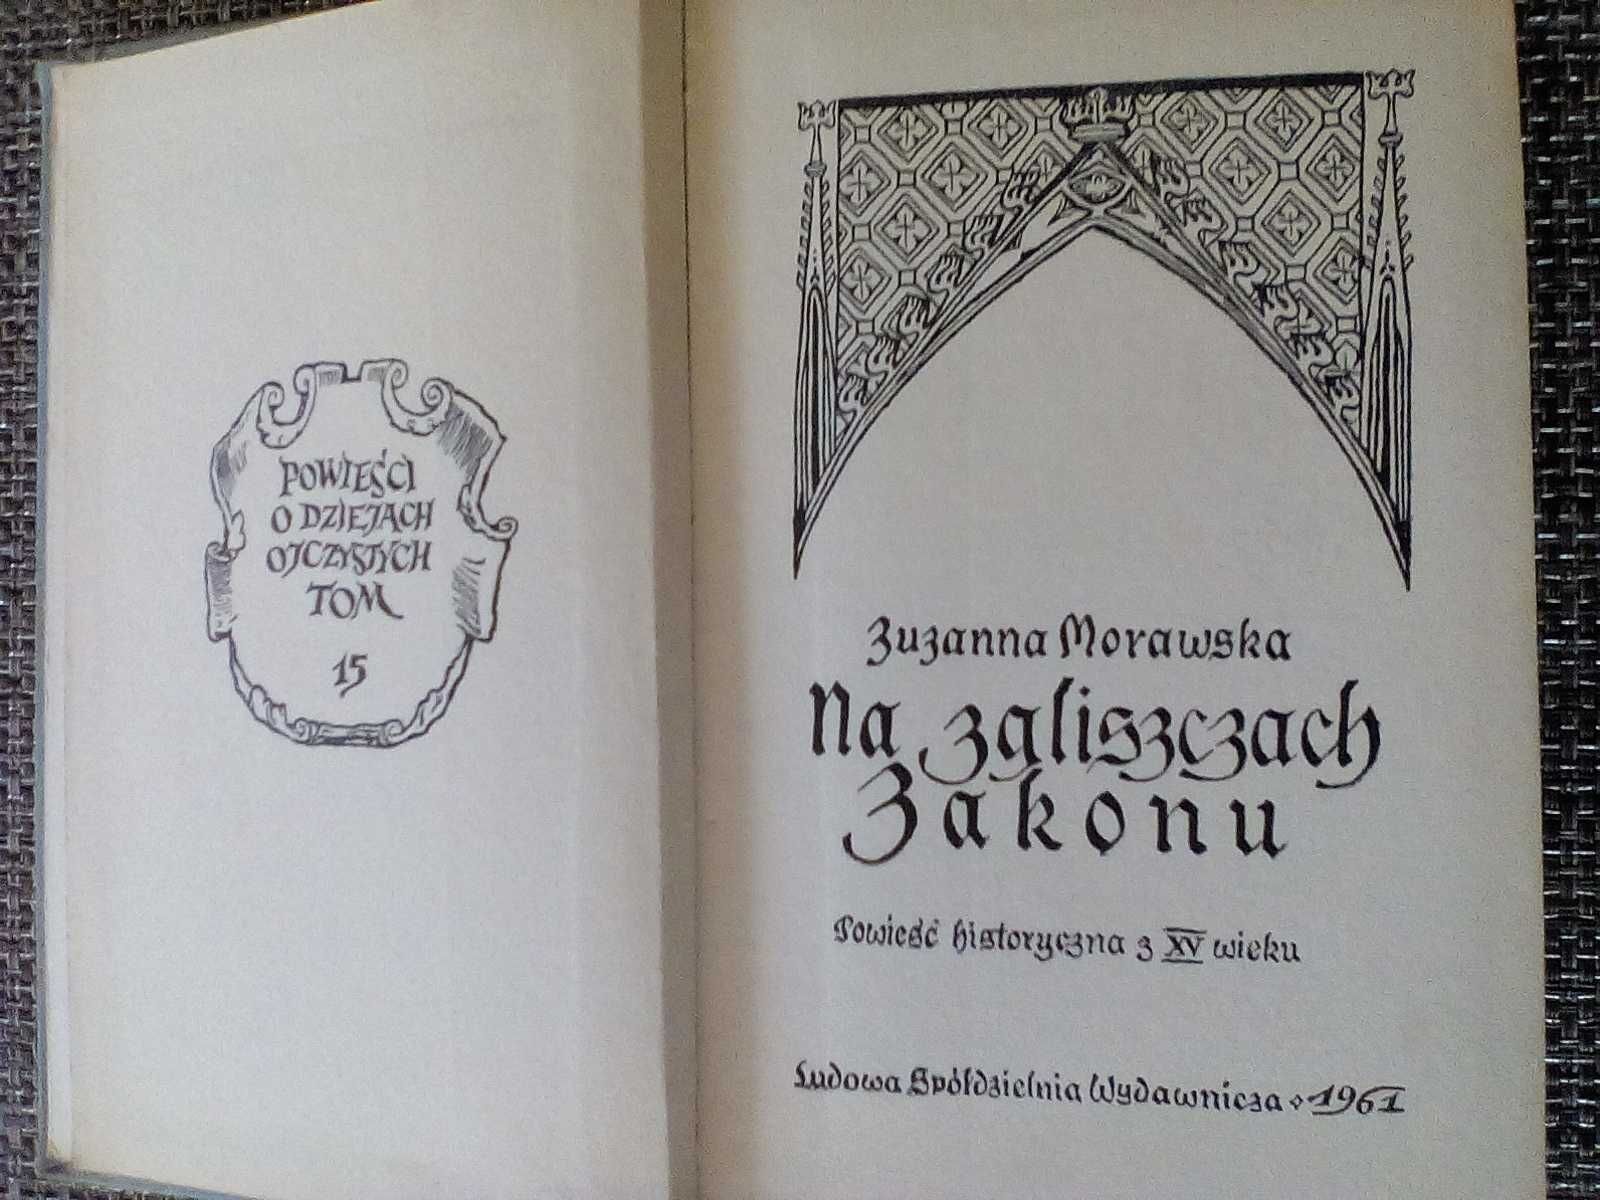 POWIEŚCI
O DZIEJACH
OJCZYSTYCH
TOM
15
Zuzanna Morawska
Na zgliszczach
Zakonu
Powieść historyczna z XV wieku
Ludowa Spółdzielnia Wydawnicza ⋄ 1961